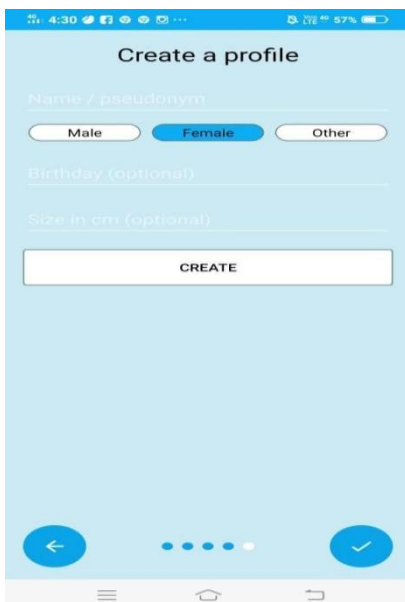 4:30 57%
Create a profile
Name / pseudonym
Male Female Other
Birthday (optional)
Size in cm (optional)
CREATE